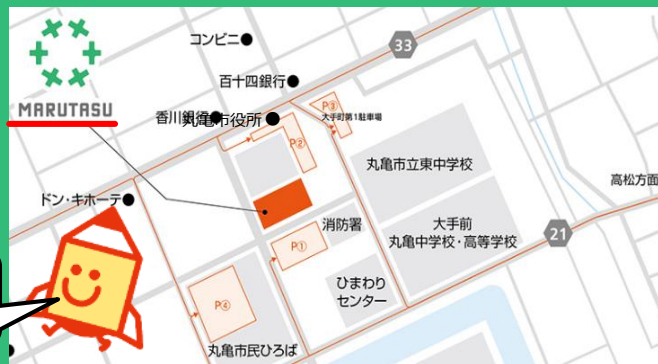 コンビニ
33
百十四銀行
MARUTASU
P③
大手町第1駐車場
香川銀行
丸亀市役所
P②
丸亀市立東中学校
高松方面
ドン・キホーテ
消防署
大手前
丸亀中学校・高等学校
21
P①
ひまわり
センター
P④
丸亀市民ひろば